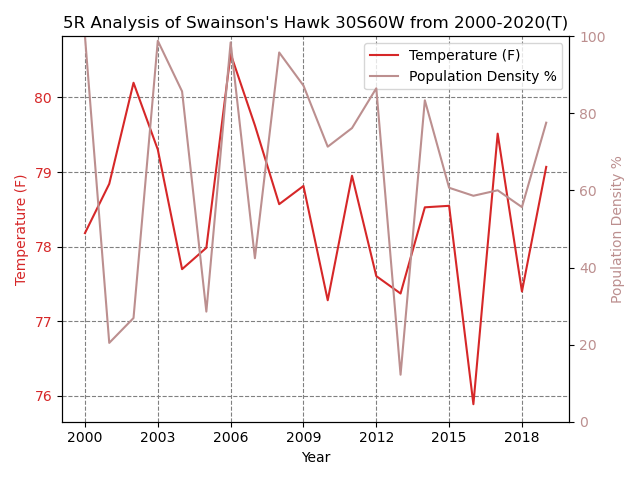 5R Analysis of Swainson's Hawk 30S60W from 2000-2020(T)
Temperature (F)
Population Density %
80
79
78
77
76
Temperature (F)
100
80
60
40
20
0
Population Density %
2000 2003 2006 2009 2012 2015 2018
Year